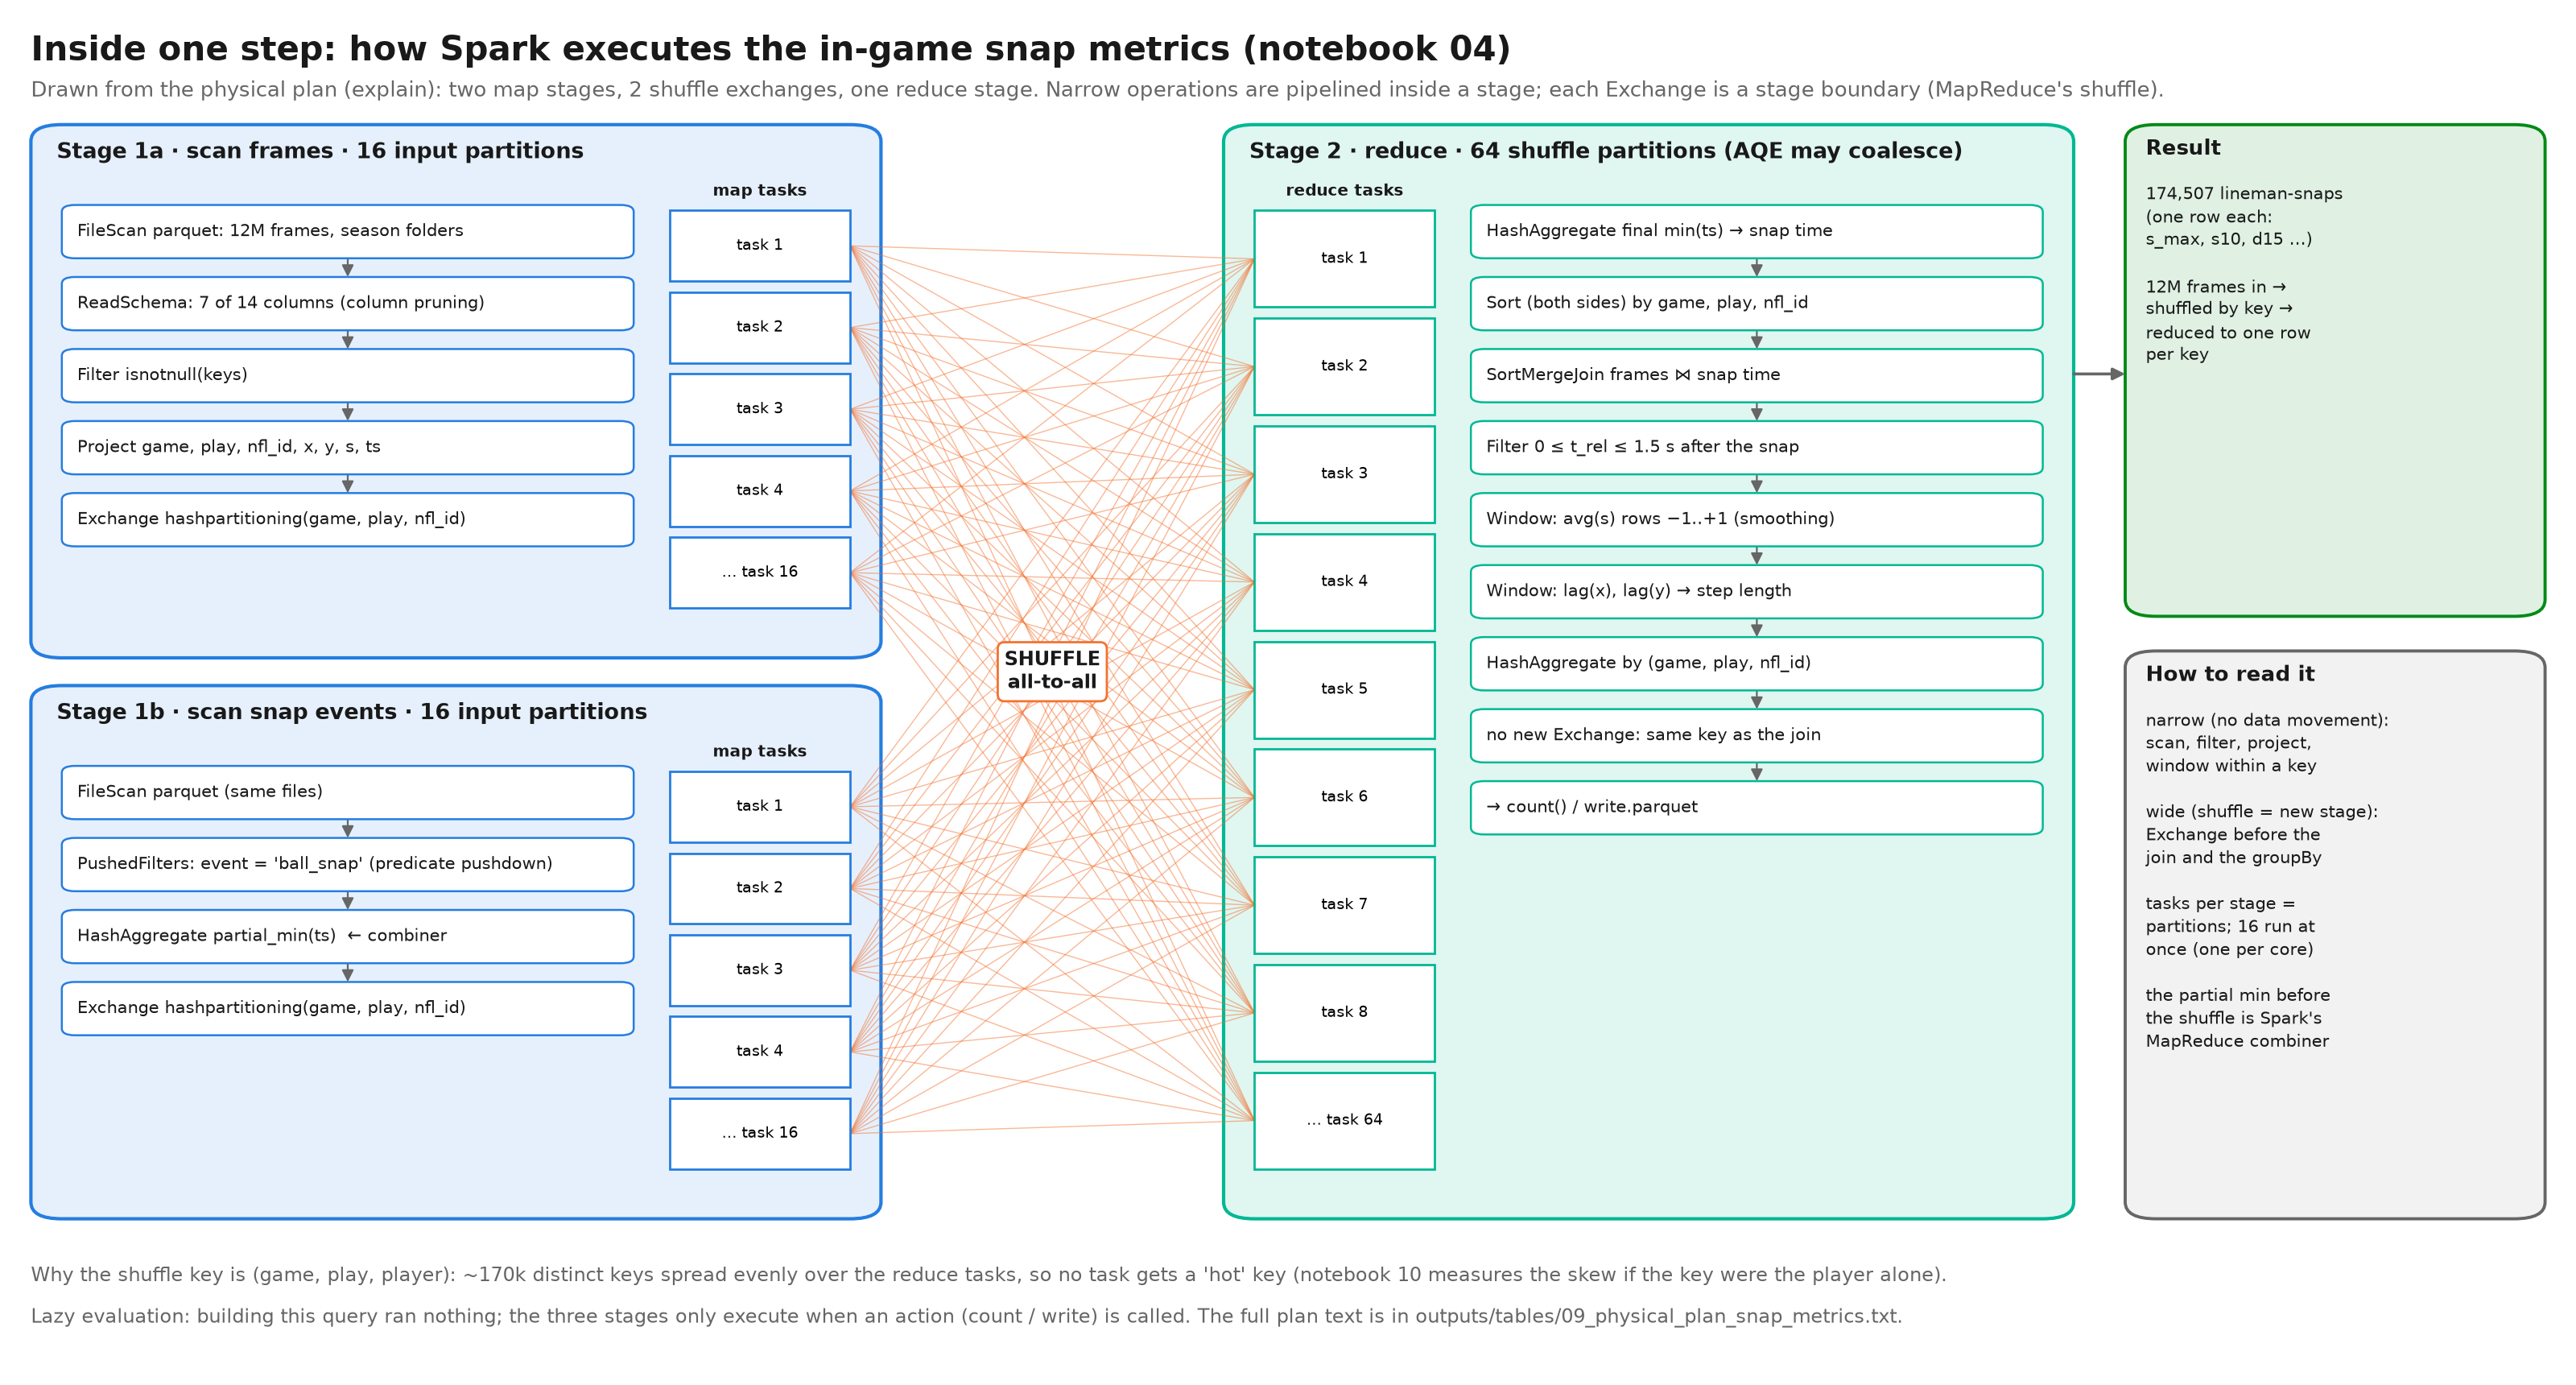 Inside one step: how Spark executes the in-game snap metrics (notebook 04)
Drawn from the physical plan (explain): two map stages, 2 shuffle exchanges, one reduce stage. Narrow operations are pipelined inside a stage; each Exchange is a stage boundary (MapReduce's shuffle).
Stage 1a · scan frames · 16 input partitions
map tasks
FileScan parquet: 12M frames, season folders
ReadSchema: 7 of 14 columns (column pruning)
Filter isnotnull(keys)
Project game, play, nfl_id, x, y, s, ts
Exchange hashpartitioning(game, play, nfl_id)
task 1
task 2
task 3
task 4
... task 16
Stage 1b · scan snap events · 16 input partitions
map tasks
FileScan parquet (same files)
PushedFilters: event = 'ball_snap' (predicate pushdown)
HashAggregate partial_min(ts) ← combiner
Exchange hashpartitioning(game, play, nfl_id)
task 1
task 2
task 3
task 4
... task 16
SHUFFLE
all-to-all
Stage 2 · reduce · 64 shuffle partitions (AQE may coalesce)
reduce tasks
task 1
task 2
task 3
task 4
task 5
task 6
task 7
task 8
... task 64
HashAggregate final min(ts) → snap time
Sort (both sides) by game, play, nfl_id
SortMergeJoin frames ⋈ snap time
Filter 0 ≤ t_rel ≤ 1.5 s after the snap
Window: avg(s) rows −1..+1 (smoothing)
Window: lag(x), lag(y) → step length
HashAggregate by (game, play, nfl_id)
no new Exchange: same key as the join
→ count() / write.parquet
Result
174,507 lineman-snaps
(one row each:
s_max, s10, d15 ...)
12M frames in →
shuffled by key →
reduced to one row
per key
How to read it
narrow (no data movement):
scan, filter, project,
window within a key
wide (shuffle = new stage):
Exchange before the
join and the groupBy
tasks per stage =
partitions; 16 run at
once (one per core)
the partial min before
the shuffle is Spark's
MapReduce combiner
Why the shuffle key is (game, play, player): ~170k distinct keys spread evenly over the reduce tasks, so no task gets a 'hot' key (notebook 10 measures the skew if the key were the player alone).
Lazy evaluation: building this query ran nothing; the three stages only execute when an action (count / write) is called. The full plan text is in outputs/tables/09_physical_plan_snap_metrics.txt.